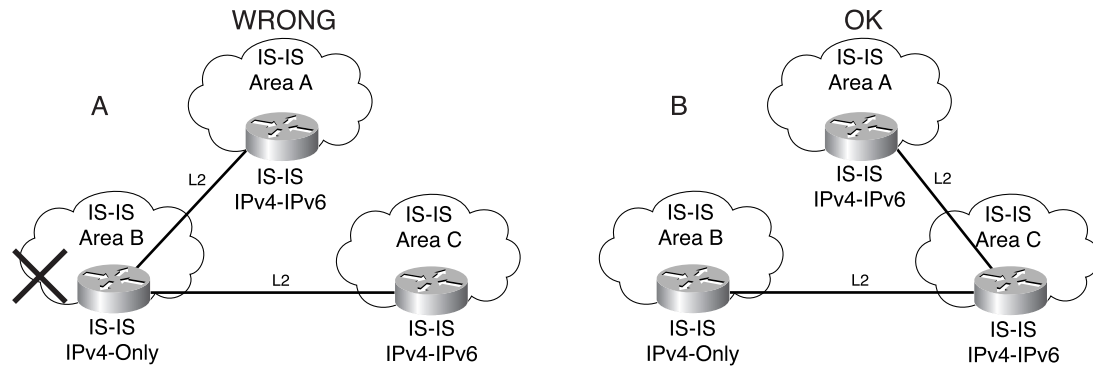 WRONG
IS-IS
Area A
A
L2
IS-IS
IPv4-IPv6
IS-IS
Area B
IS-IS
Area C
L2
IS-IS
IPv4-Only
IS-IS
IPv4-IPv6
OK
IS-IS
Area A
B
L2
IS-IS
IPv4-IPv6
IS-IS
Area B
IS-IS
Area C
L2
IS-IS
IPv4-Only
IS-IS
IPv4-IPv6